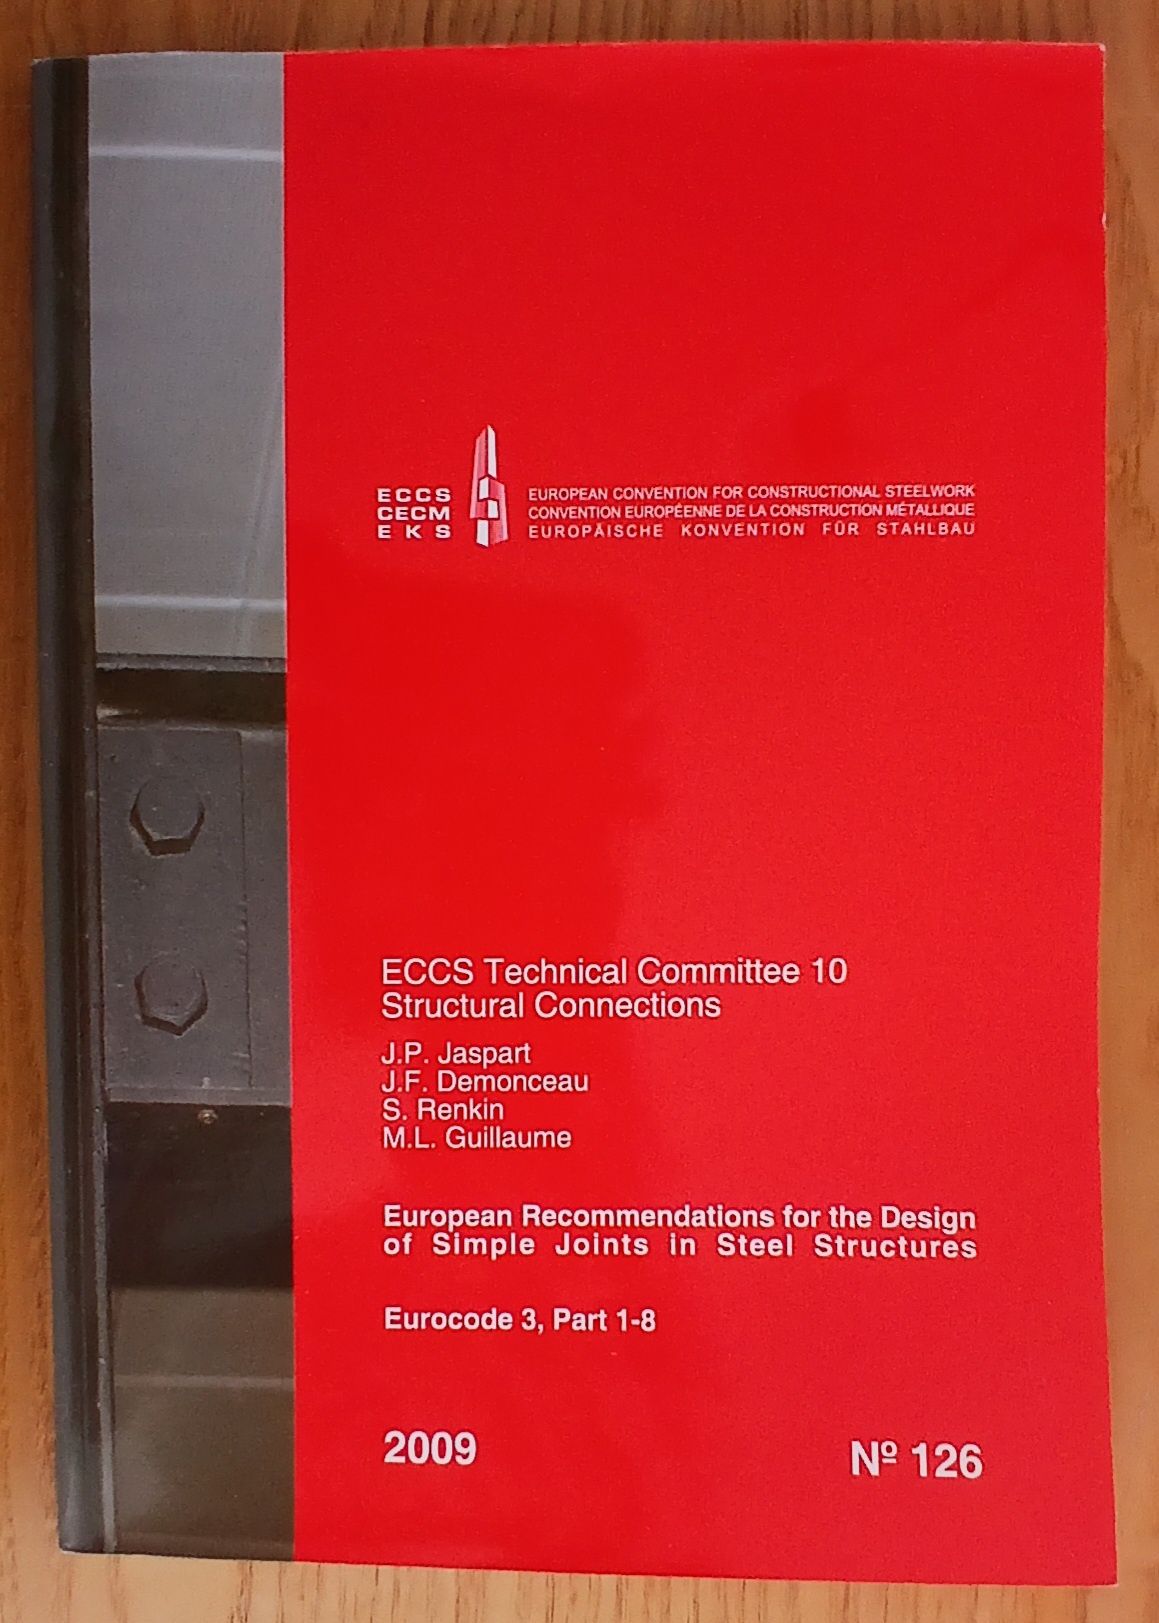 ECCS
CECM
EKS
EUROPEAN CONVENTION FOR CONSTRUCTIONAL STEELWORK
CONVENTION EUROPÉENNE DE LA CONSTRUCTION MÉTALLIQUE
EUROPÄISCHE KONVENTION FÜR STAHLBAU
ECCS Technical Committee 10
Structural Connections
J.P. Jaspart
J.F. Demonceau
S. Renkin
M.L. Guillaume
European Recommendations for the Design
of Simple Joints in Steel Structures
Eurocode 3, Part 1-8
2009
Nº 126